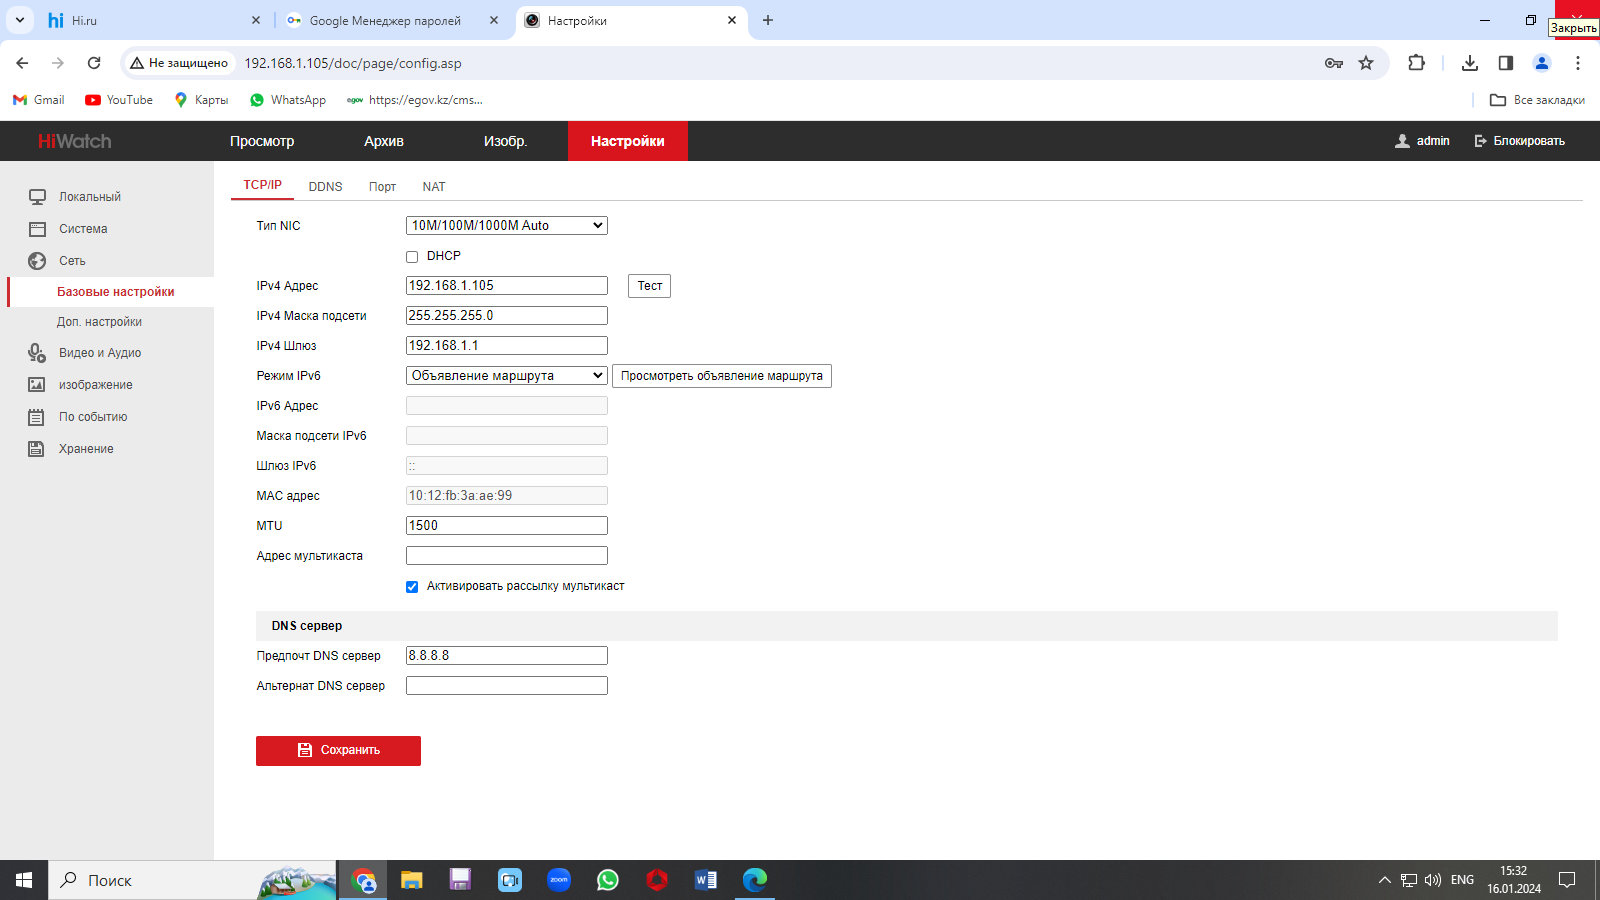 Hi.ru
Google Менеджер паролей
Настройки
Закрыть
Не защищено
192.168.1.105/doc/page/config.asp
Gmail
YouTube
Карты
WhatsApp
egov
https://egov.kz/cms...
Все закладки
HiWatch
Просмотр
Архив
Изобр.
Настройки
admin
Блокировать
Локальный
Система
Сеть
Базовые настройки
Доп. настройки
Видео и Аудио
изображение
По событию
Хранение
TCP/IP
DDNS
Порт
NAT
Тип NIC
10M/100M/1000M Auto
DHCP
IPv4 Адрес
192.168.1.105
Тест
IPv4 Маска подсети
255.255.255.0
IPv4 Шлюз
192.168.1.1
Режим IPv6
Объявление маршрута
Просмотреть объявление маршрута
IPv6 Адрес
Маска подсети IPv6
Шлюз IPv6
::
MAC адрес
10:12:fb:3a:ae:99
MTU
1500
Адрес мультикаста
Активировать рассылку мультикаст
DNS сервер
Предпочт DNS сервер
8.8.8.8
Альтернат DNS сервер
Сохранить
Поиск
zoom
ENG
15:32
16.01.2024